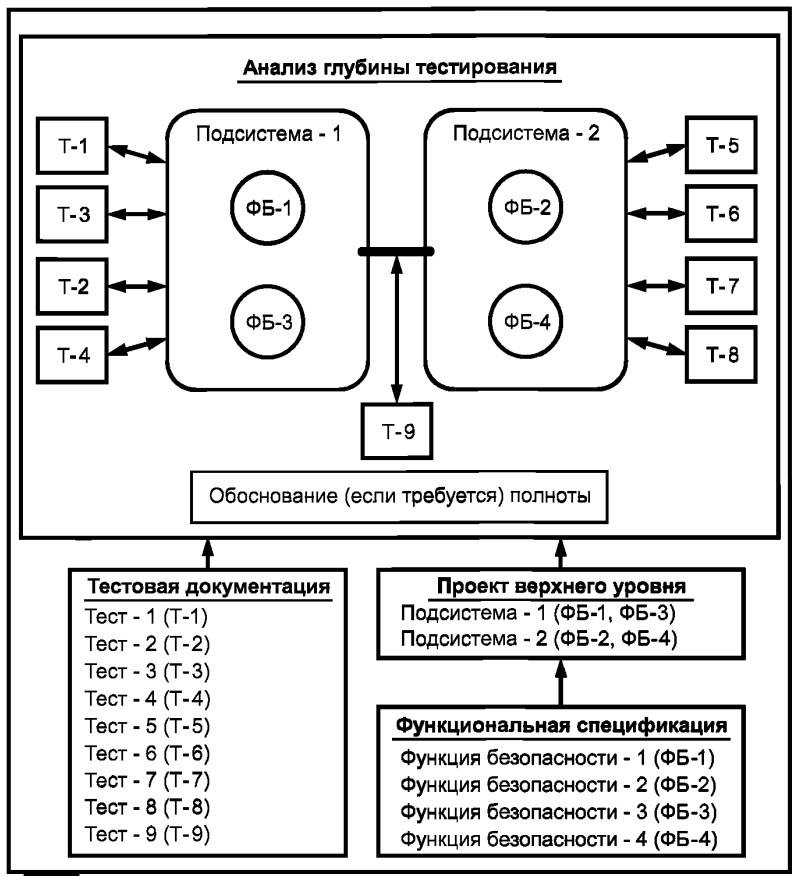 Анализ глубины тестирования
Подсистема - 1
Подсистема - 2
Т-1
Т-3
Т-2
Т-4
ФБ-1
ФБ-3
ФБ-2
ФБ-4
Т-5
Т-6
Т-7
Т-8
Т-9
Обоснование (если требуется) полноты
Тестовая документация
Тест - 1 (Т-1)
Тест - 2 (Т-2)
Тест - 3 (Т-3)
Тест - 4 (Т-4)
Тест - 5 (Т-5)
Тест - 6 (Т-6)
Тест - 7 (Т-7)
Тест - 8 (Т-8)
Тест - 9 (Т-9)
Проект верхнего уровня
Подсистема - 1 (ФБ-1, ФБ-3)
Подсистема - 2 (ФБ-2, ФБ-4)
Функциональная спецификация
Функция безопасности - 1 (ФБ-1)
Функция безопасности - 2 (ФБ-2)
Функция безопасности - 3 (ФБ-3)
Функция безопасности - 4 (ФБ-4)